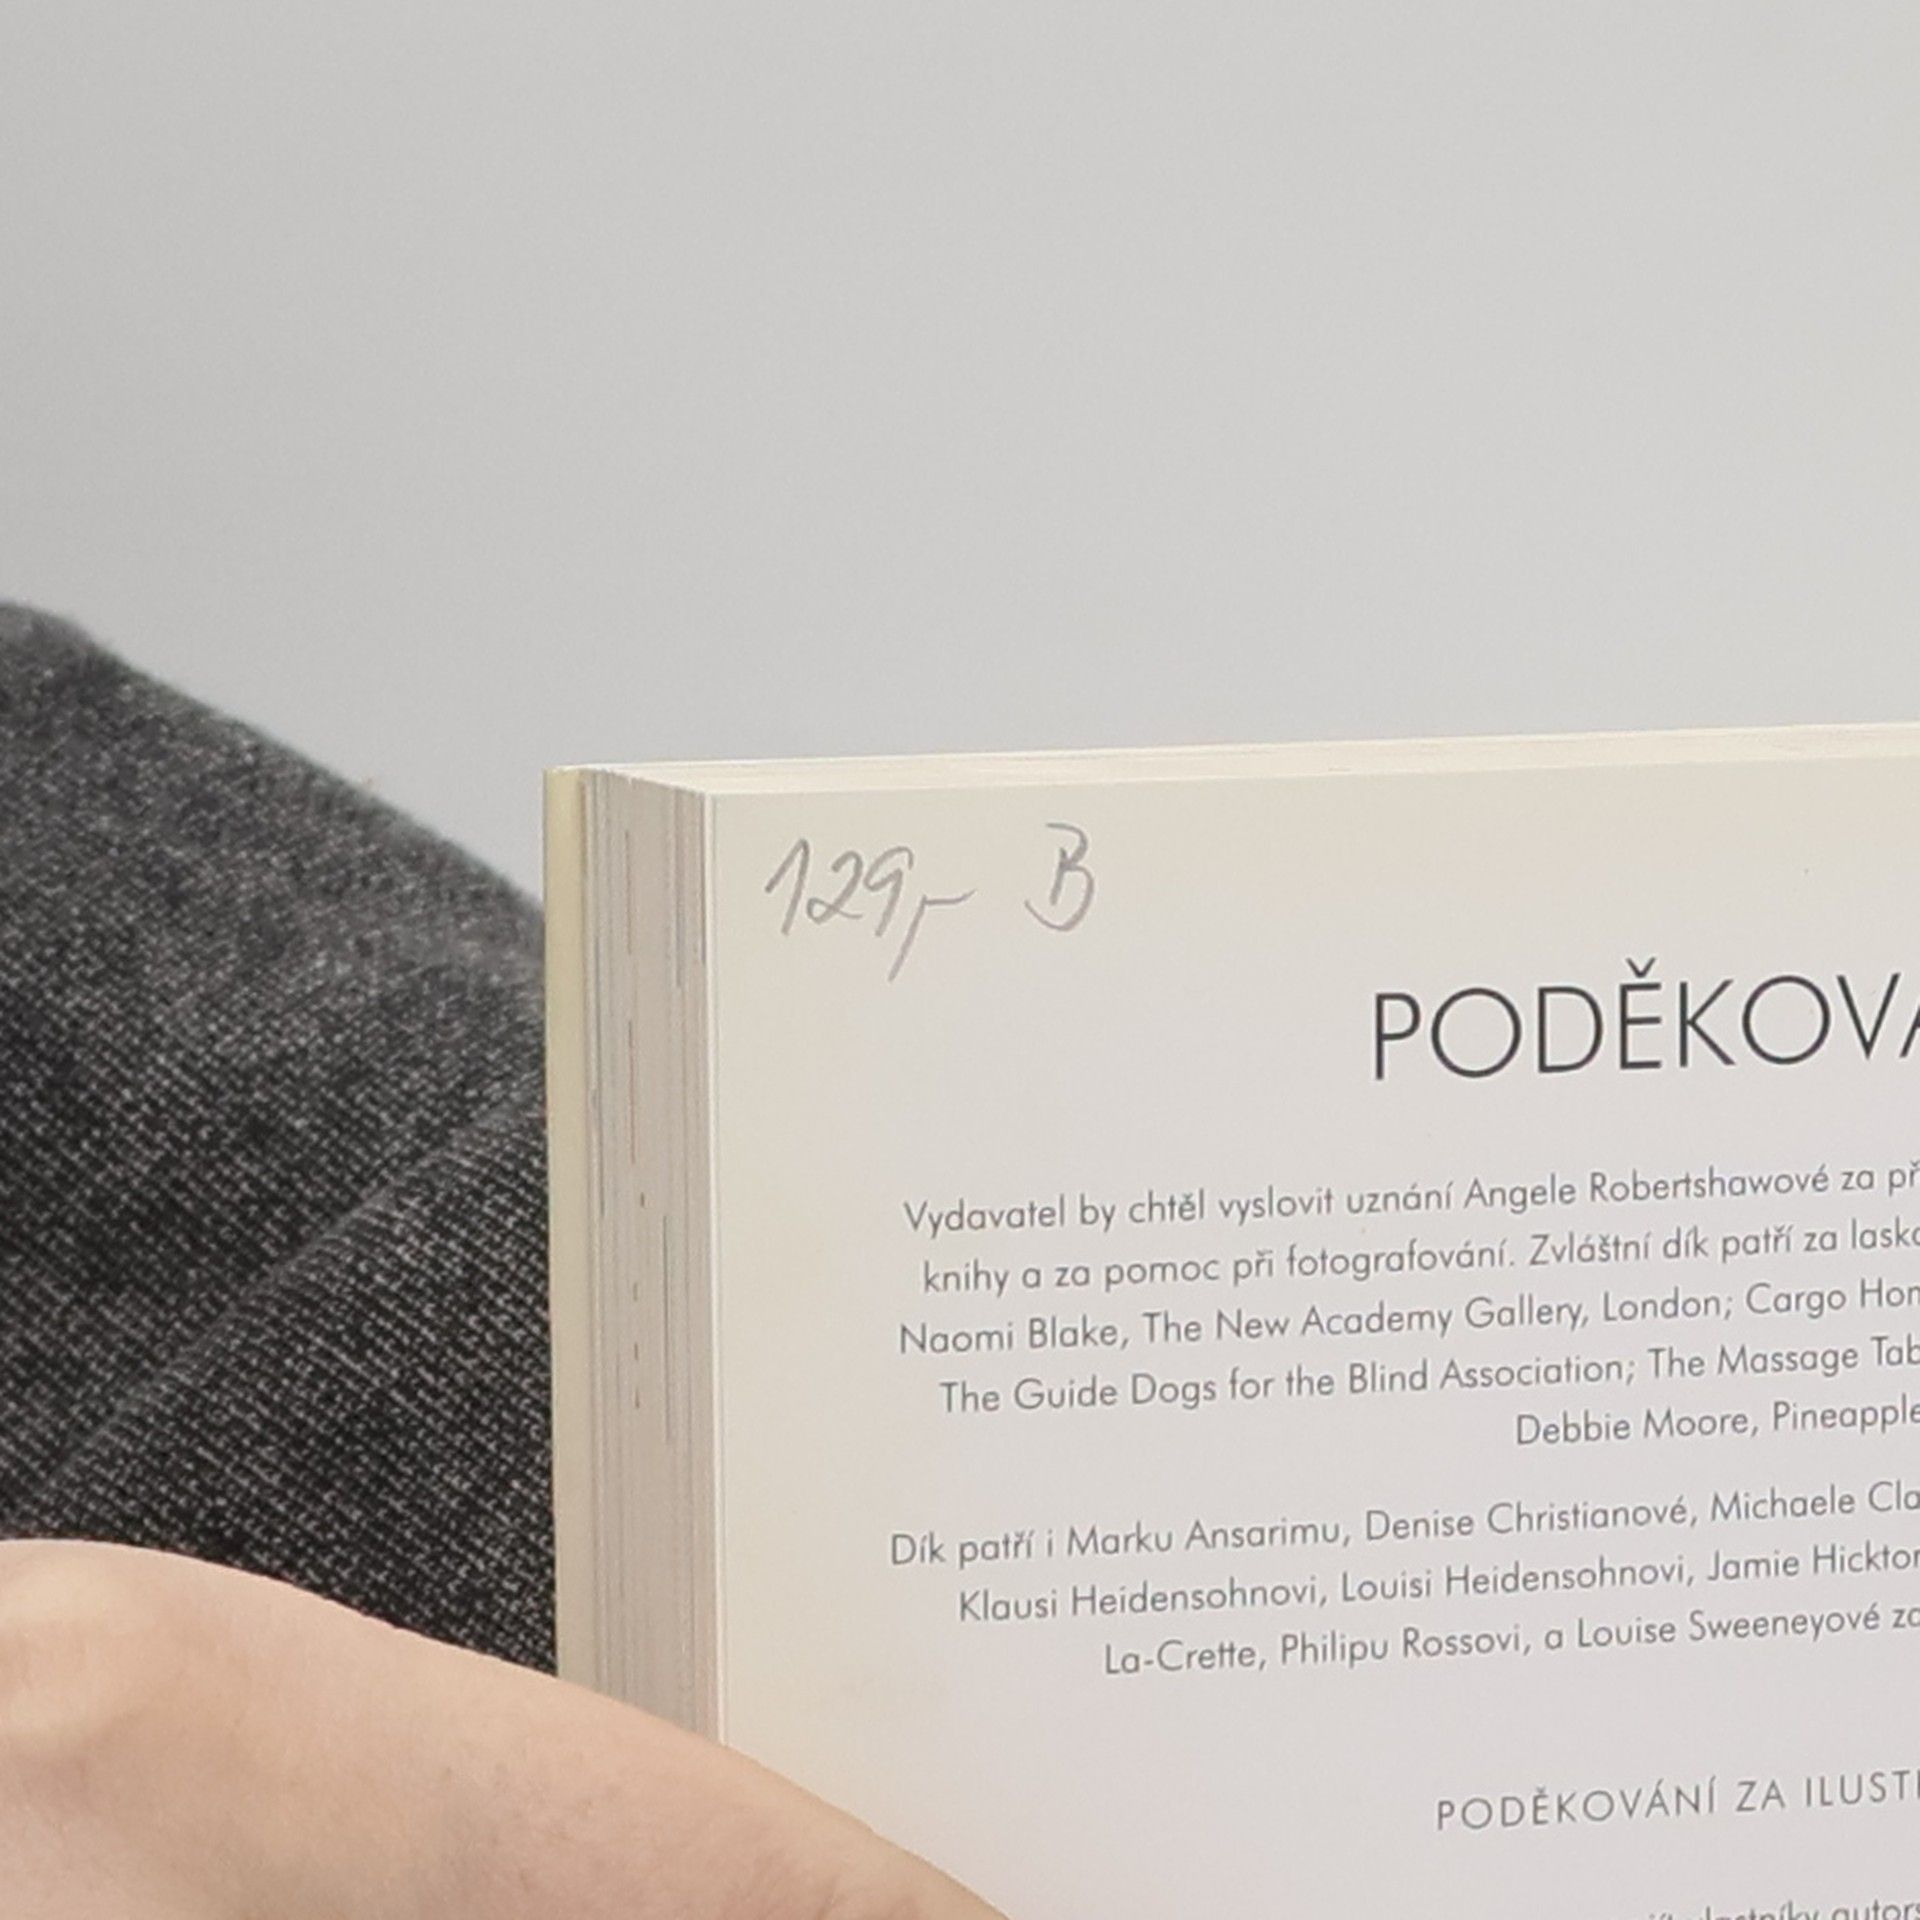 129,- B
PODĚKOVA
Vydavatel by chtěl vyslovit uznání Angele Robertshawové za př
knihy a za pomoc při fotografování. Zvláštní dík patří za lask
Naomi Blake, The New Academy Gallery, London; Cargo Hom
The Guide Dogs for the Blind Association; The Massage Tab
Debbie Moore, Pineapple
Dík patří i Marku Ansarimu, Denise Christianové, Michaele Cla
Klausi Heidensohnovi, Louisi Heidensohnovi, Jamie Hickton
La-Crette, Philipu Rossovi, a Louise Sweeneyové za
PODĚKOVÁNÍ ZA ILUST